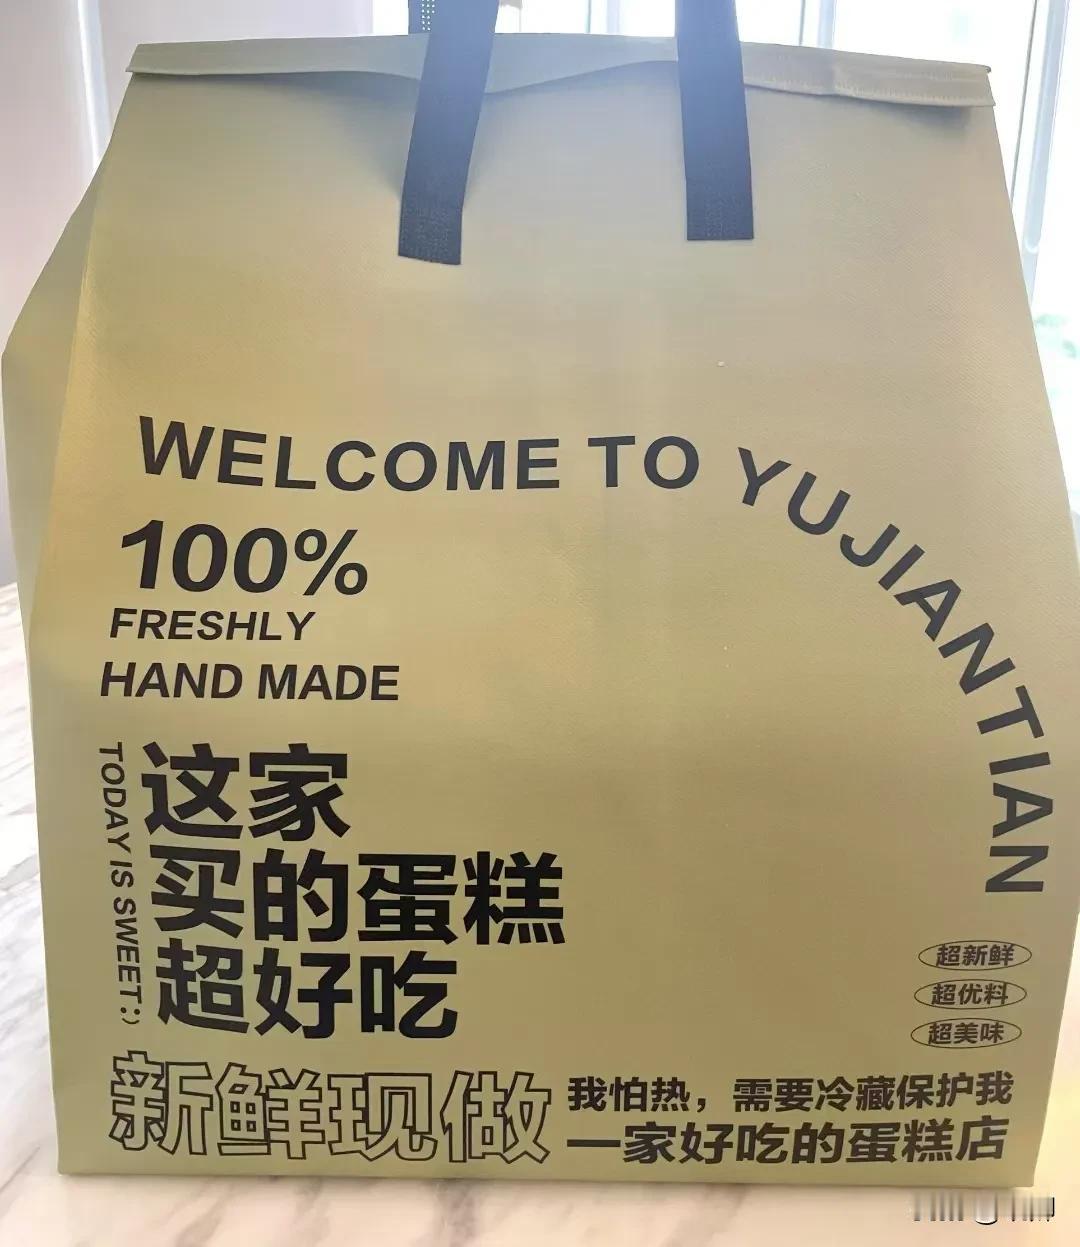 WELCOME TO YUJIANTIAN
100%
FRESHLY
HAND MADE
TODAY IS SWEET:)
这家
买的蛋糕
超好吃
超新鲜
超优料
超美味
新鲜现做
我怕热，需要冷藏保护我
一家好吃的蛋糕店